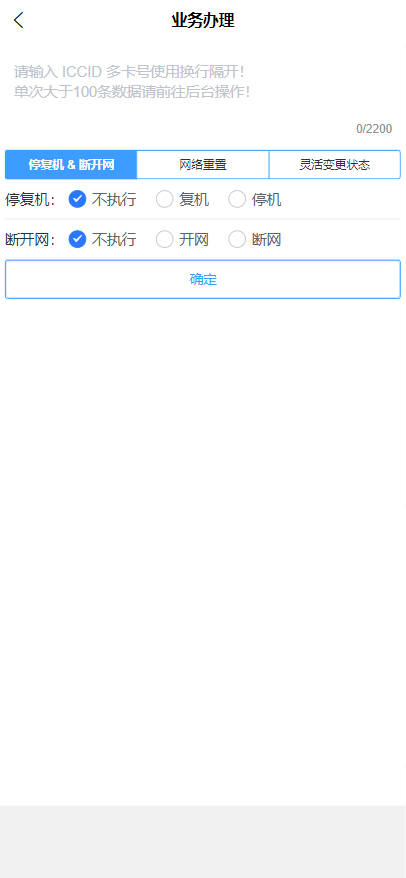 业务办理
请输入 ICCID 多卡号使用换行隔开！
单次大于100条数据请前往后台操作！
0/2200
停复机 & 断开网 网络重置 灵活变更状态
停复机： 不执行 复机 停机
断开网： 不执行 开网 断网
确定